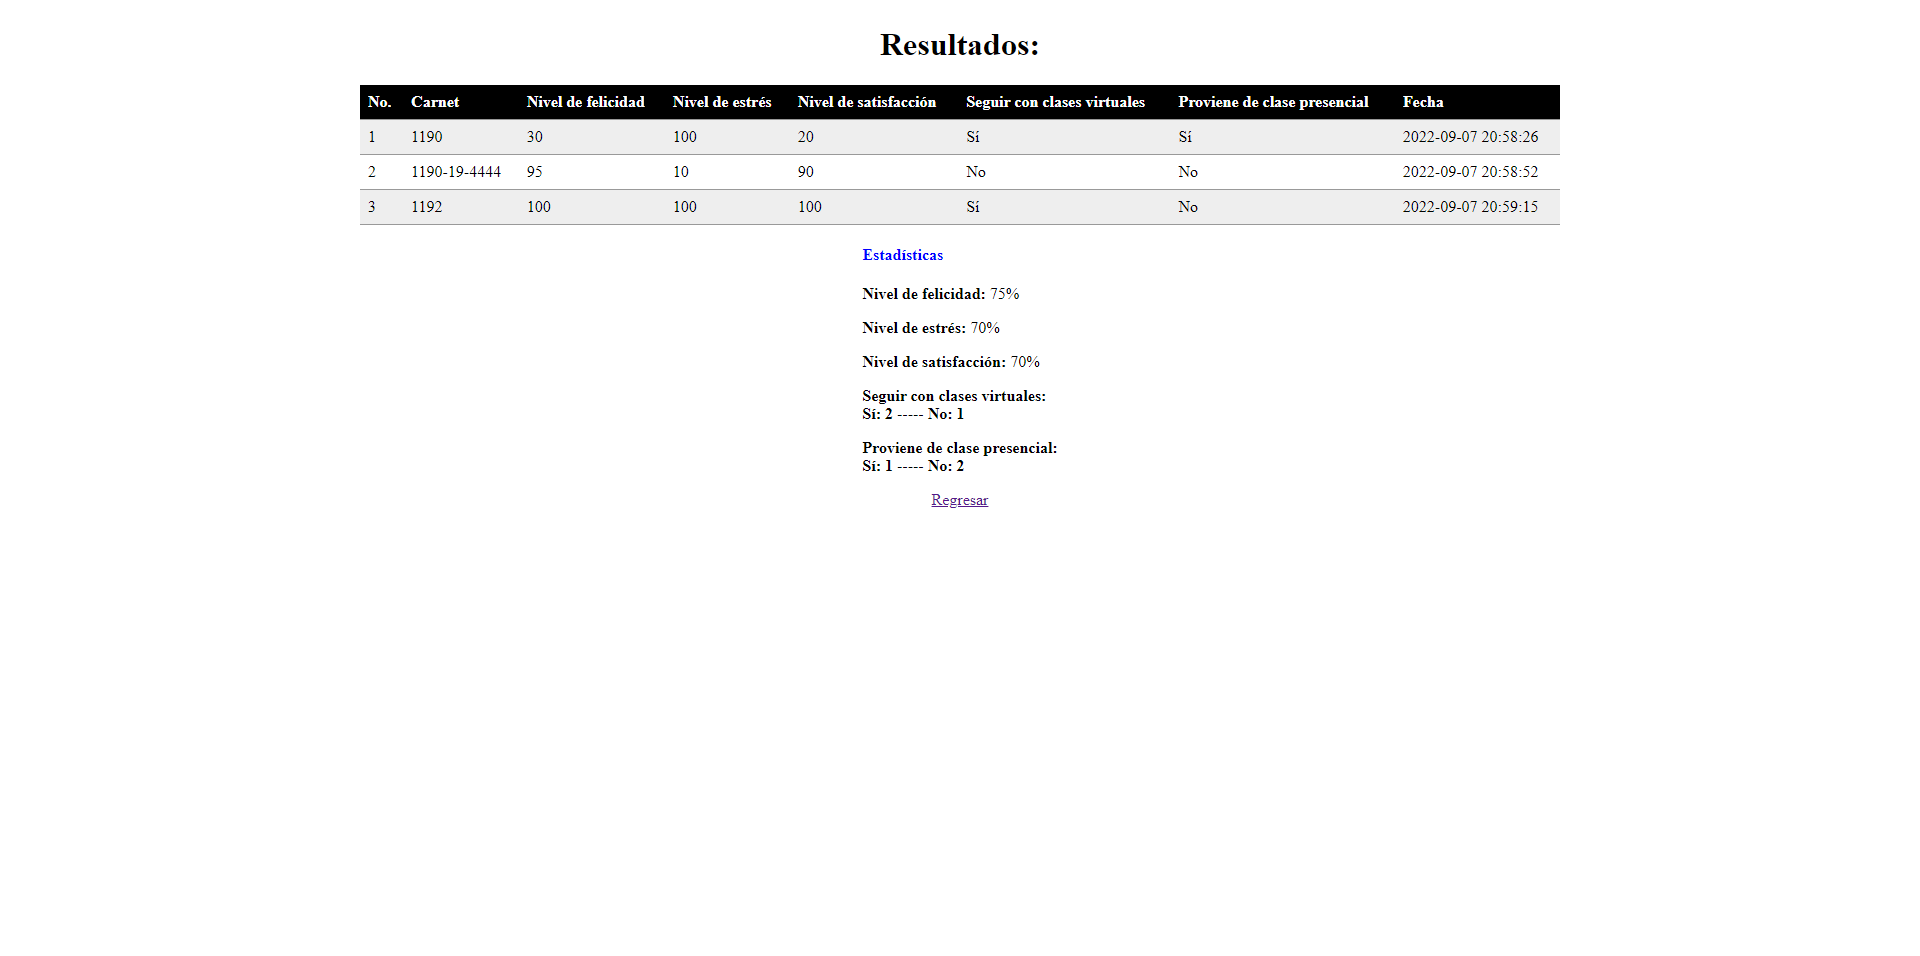 Resultados:
No. Carnet Nivel de felicidad Nivel de estrés Nivel de satisfacción Seguir con clases virtuales Proviene de clase presencial Fecha
1 1190 30 100 20 Sí Sí 2022-09-07 20:58:26
2 1190-19-4444 95 10 90 No No 2022-09-07 20:58:52
3 1192 100 100 100 Sí No 2022-09-07 20:59:15
Estadísticas
Nivel de felicidad: 75%
Nivel de estrés: 70%
Nivel de satisfacción: 70%
Seguir con clases virtuales:
Sí: 2 ----- No: 1
Proviene de clase presencial:
Sí: 1 ----- No: 2
Regresar